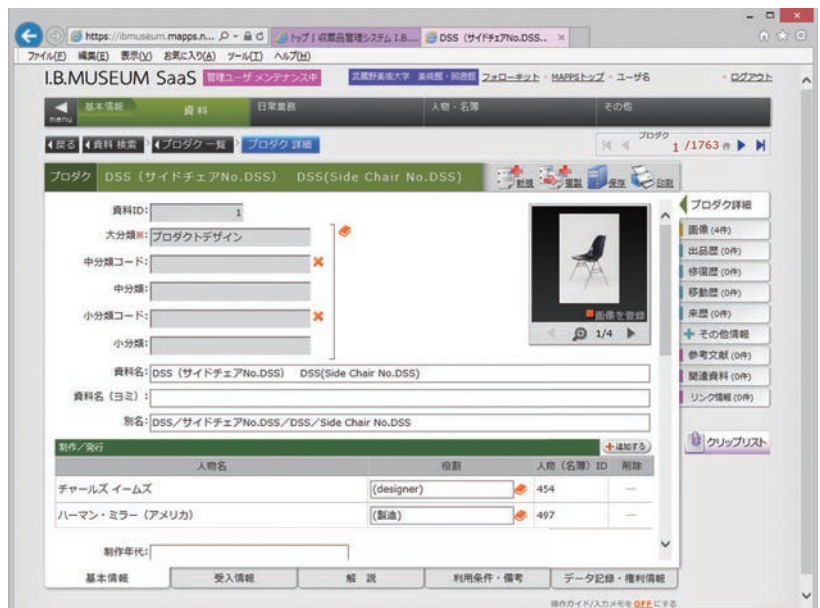 https://ibmuseum.mapps.n...
トップ | 収蔵品管理システム I.B....
DSS (サイドチェアNo.DSS...
ファイル(F) 編集(E) 表示(V) お気に入り(A) ツール(T) ヘルプ(H)
I.B.MUSEUM SaaS 管理ユーザ メンテナンス中 武蔵野美術大学 美術館・図書館 フォローキット MAPPSトップ ユーザ名 ログアウト
menu 基本情報 資料 日常業務 人物・名簿 その他
戻る 資料 検索 プロダク 一覧 プロダク 詳細 プロダク 1 /1763 件
プロダク DSS (サイドチェアNo.DSS) DSS(Side Chair No.DSS) 新規 複製 保存 印刷
資料ID: 1
大分類※: プロダクトデザイン
中分類コード:
中分類:
小分類コード:
小分類:
画像を登録
1/4
資料名: DSS (サイドチェアNo.DSS) DSS(Side Chair No.DSS)
資料名(ヨミ):
別名: DSS/サイドチェアNo.DSS/DSS/Side Chair No.DSS
制作/発行 追加する
人物名 役割 人物(名簿)ID 削除
チャールズ イームズ (designer) 454 —
ハーマン・ミラー(アメリカ) (製造) 497 —
制作年代:
基本情報 受入情報 解 説 利用条件・備考 データ記録・権利情報
操作ガイド/入力メモを OFF にする
プロダク詳細
画像 (4件)
出品歴 (0件)
修復歴 (0件)
移動歴 (0件)
来歴 (0件)
その他情報
参考文献 (0件)
関連資料 (0件)
リンク情報 (0件)
クリップリスト